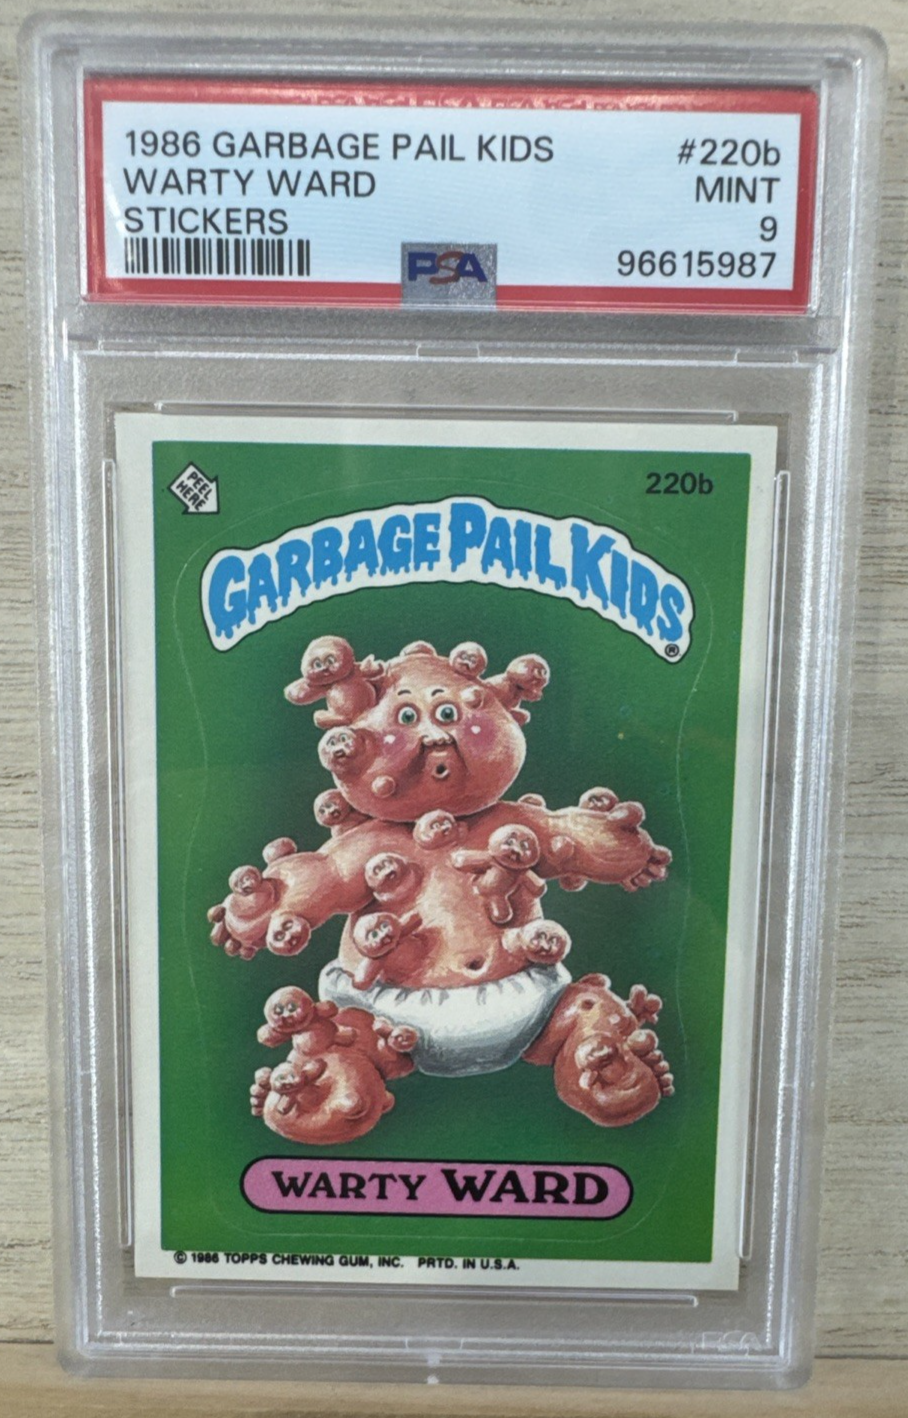 1986 GARBAGE PAIL KIDS #220b
WARTY WARD MINT
STICKERS 9
PSA 96615987
PEEL
HERE
220b
GARBAGE PAIL KIDS®
WARTY WARD
© 1986 TOPPS CHEWING GUM, INC. PRTD. IN U.S.A.
PSA